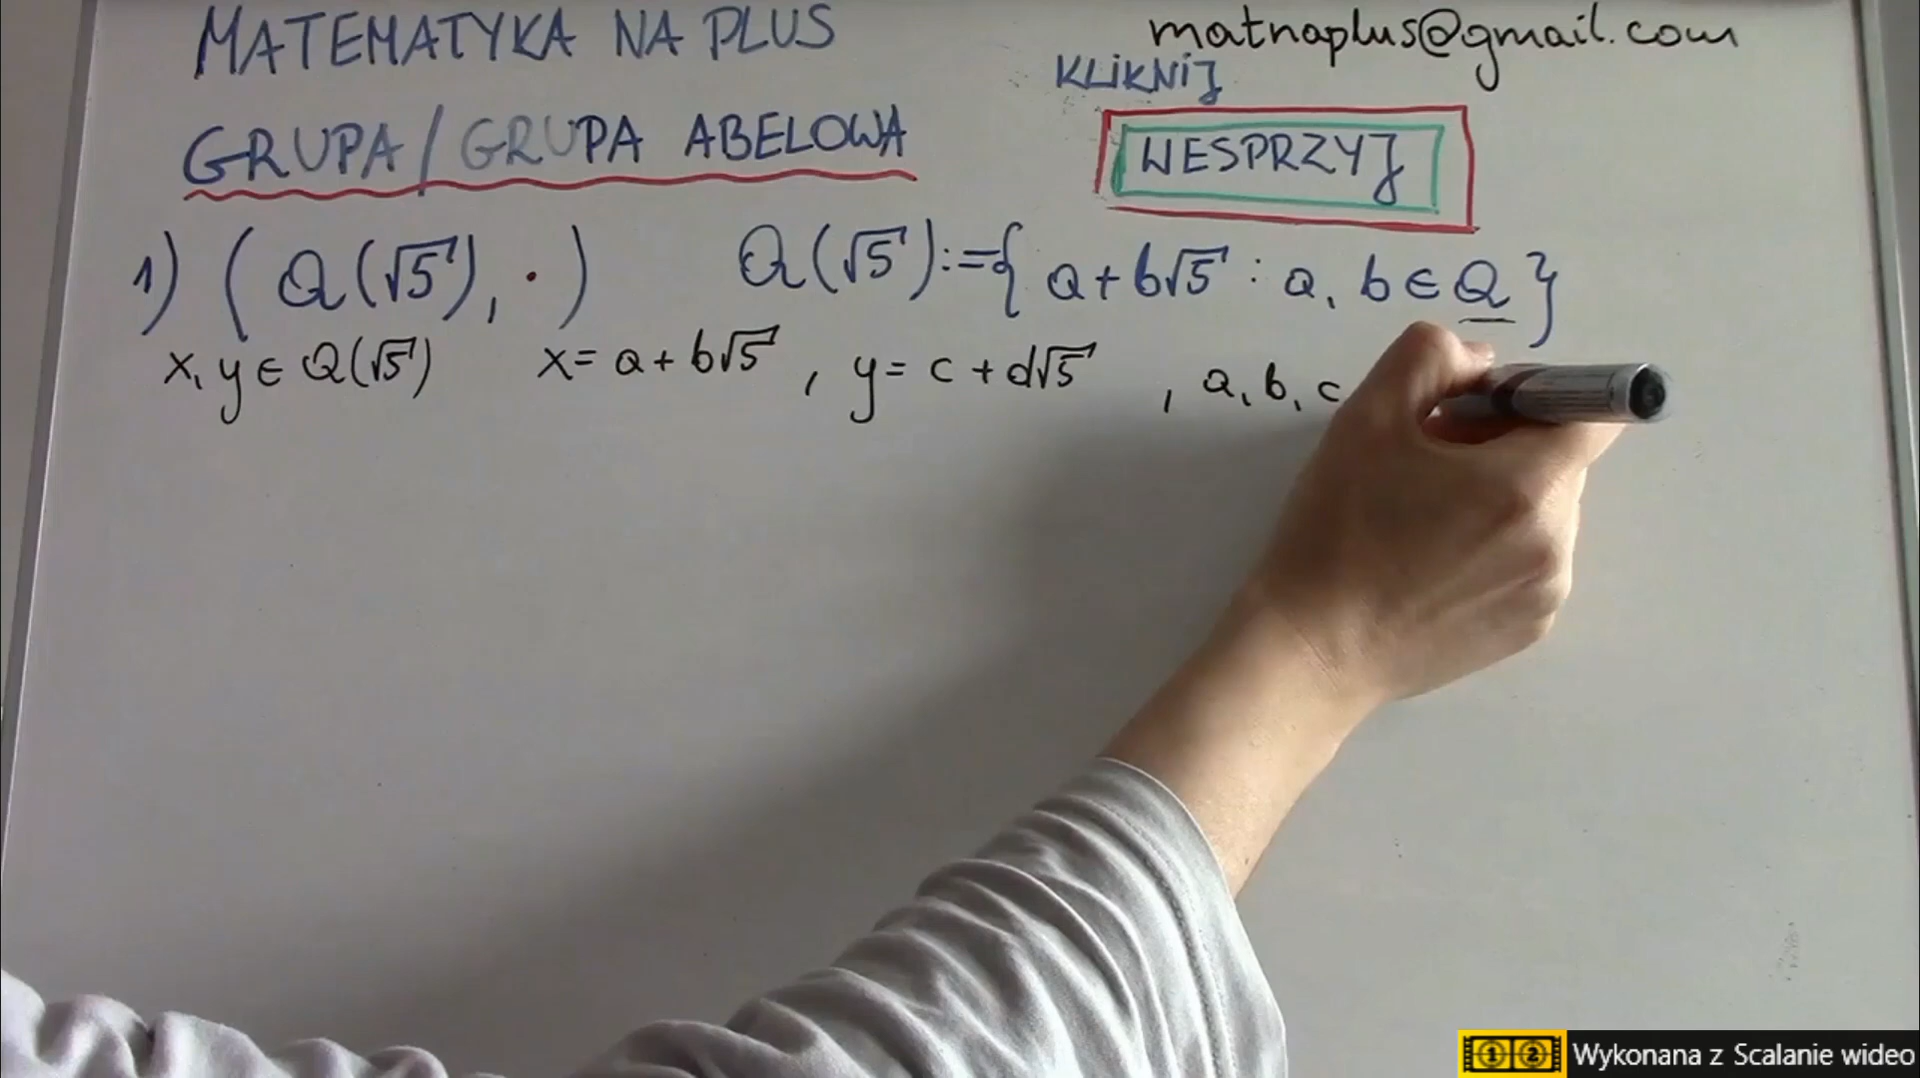 MATEMATYKA NA PLUS
matnaplus@gmail.com
KLIKNIJ
GRUPA / GRUPA ABELOWA
WESPRZYJ
1) (Q(√5), ·) Q(√5) := { a + b√5 : a, b ∈ Q }
x, y ∈ Q(√5) x = a + b√5 , y = c + d√5 , a, b, c
Wykonana z Scalanie wideo